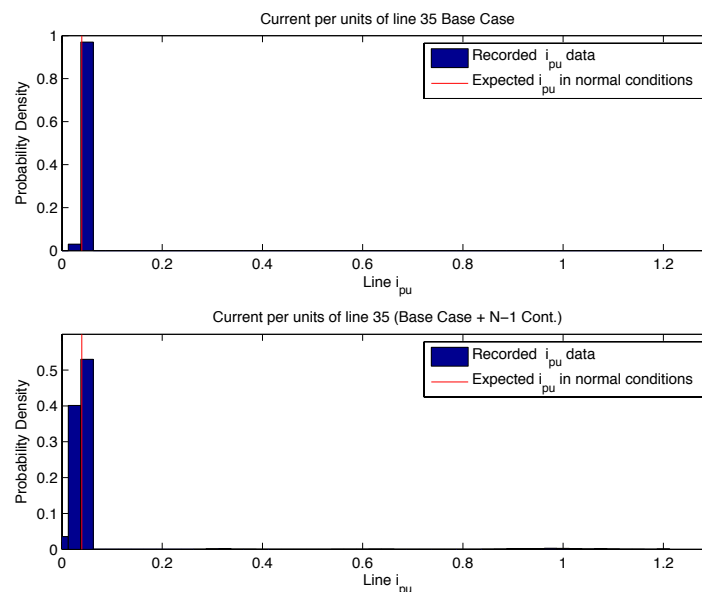 Current per units of line 35 Base Case
Probability Density
1
0.8
0.6
0.4
0.2
0
Recorded i_pu data
Expected i_pu in normal conditions
0 0.2 0.4 0.6 0.8 1 1.2
Line i_pu
Current per units of line 35 (Base Case + N−1 Cont.)
Probability Density
0.5
0.4
0.3
0.2
0.1
0
Recorded i_pu data
Expected i_pu in normal conditions
0 0.2 0.4 0.6 0.8 1 1.2
Line i_pu